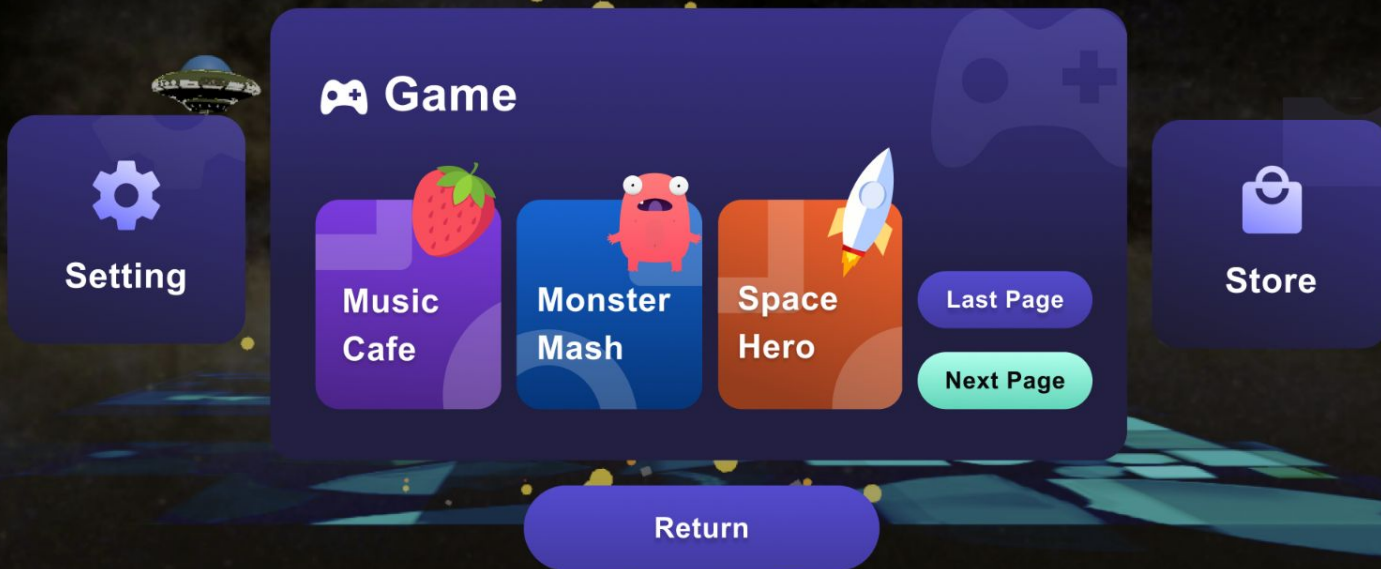 Game
Setting
Music
Cafe
Monster
Mash
Space
Hero
Last Page
Next Page
Store
Return